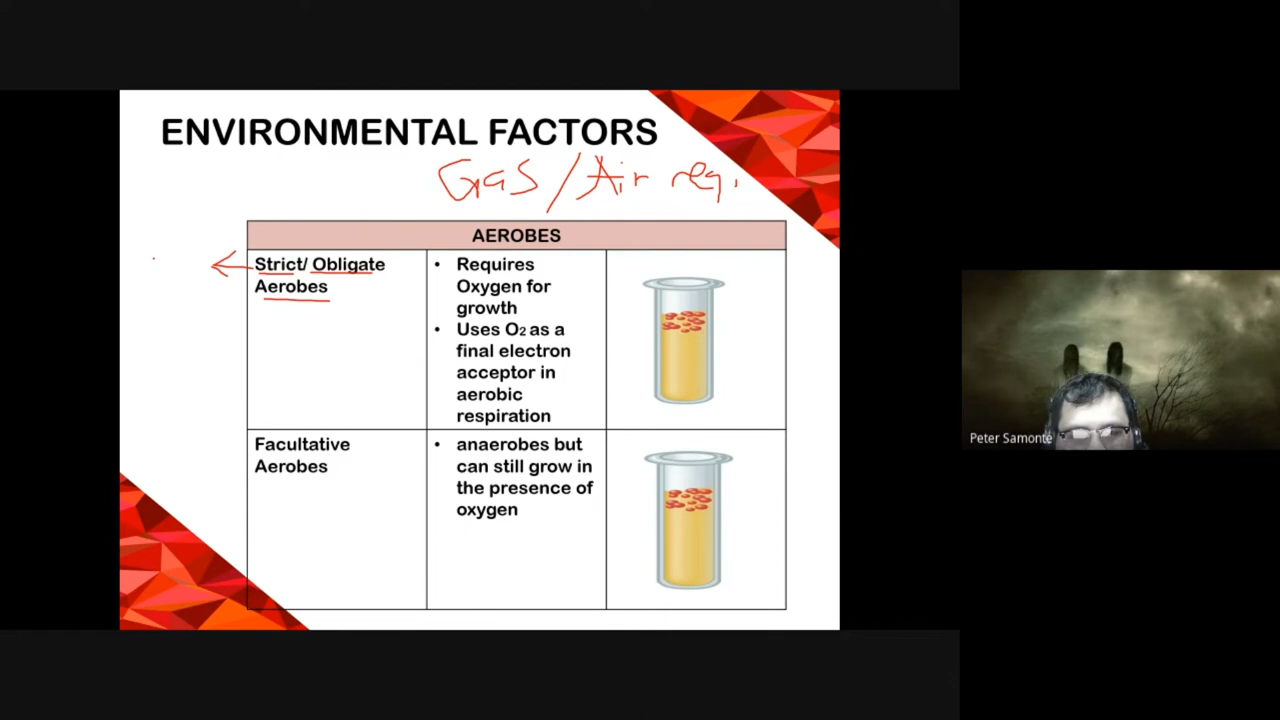 ENVIRONMENTAL FACTORS
Gas / Air req.
AEROBES
Strict/ Obligate
Aerobes
• Requires
Oxygen for
growth
• Uses O2 as a
final electron
acceptor in
aerobic
respiration
Facultative
Aerobes
• anaerobes but
can still grow in
the presence of
oxygen
Peter Samonte